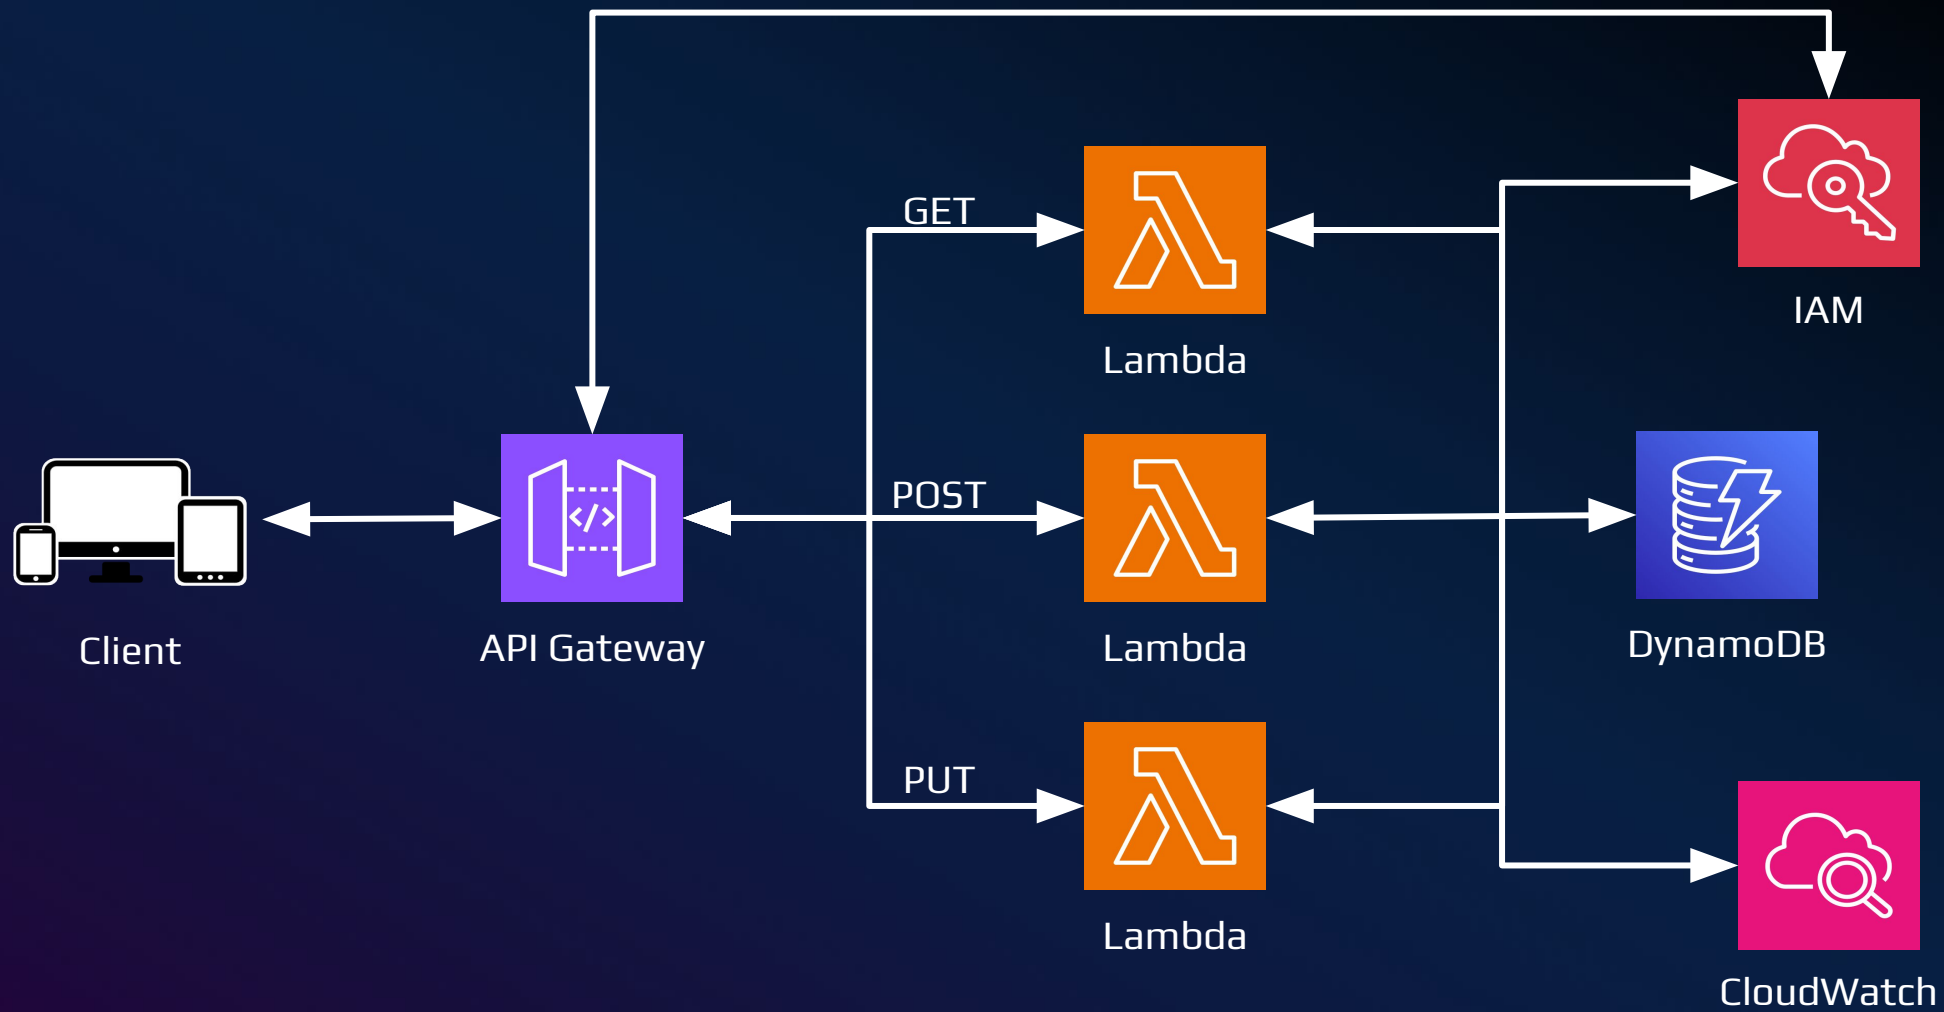 GET
Lambda
IAM
POST
Client
API Gateway
Lambda
DynamoDB
PUT
Lambda
CloudWatch